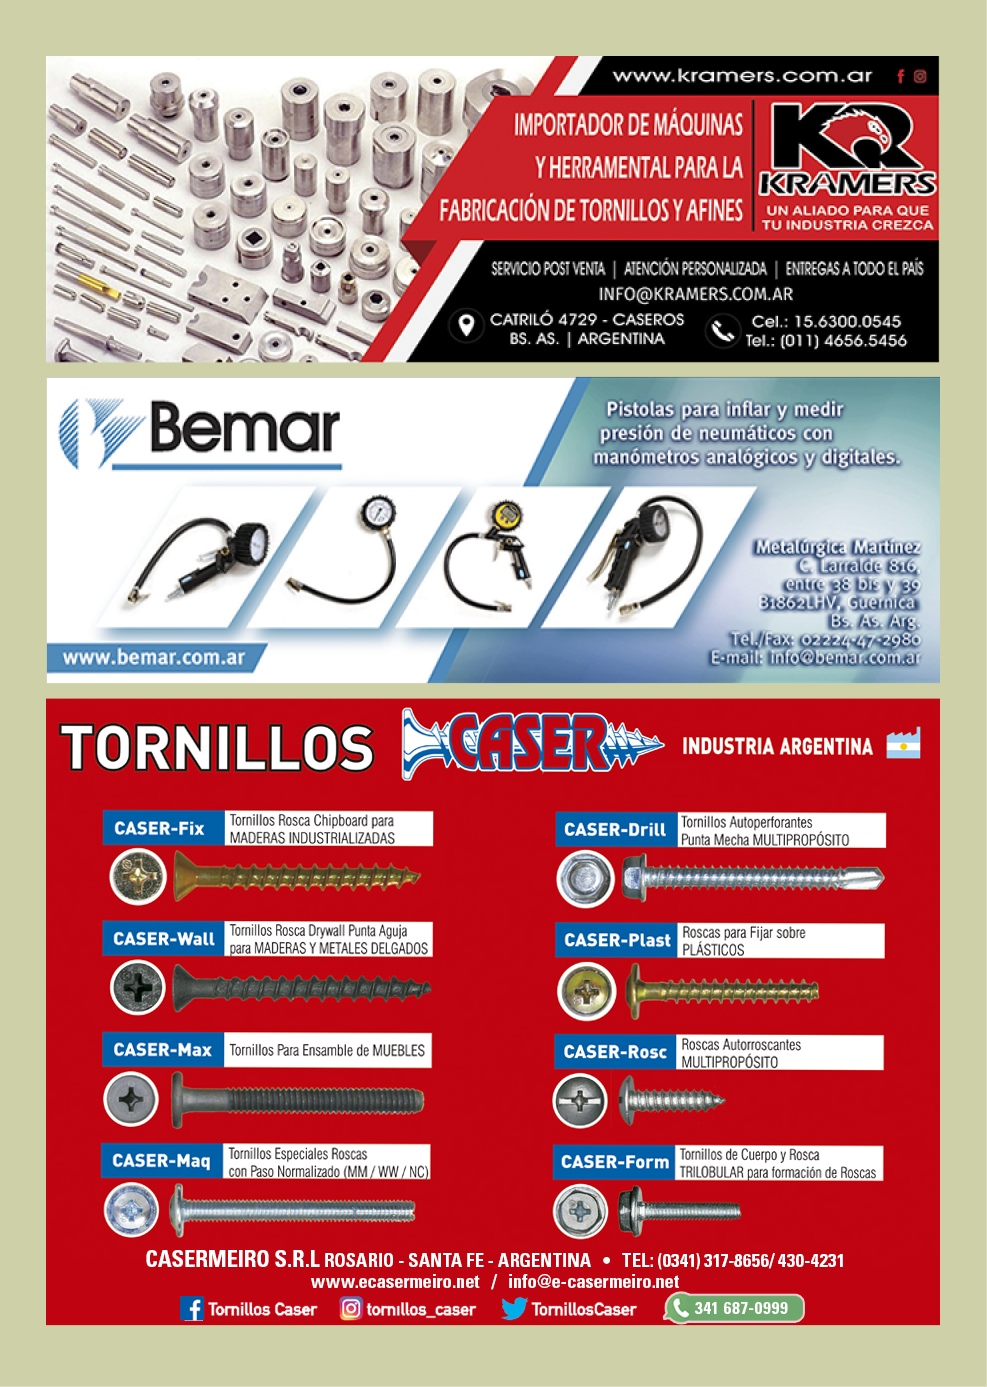 www.kramers.com.ar
IMPORTADOR DE MÁQUINAS
Y HERRAMENTAL PARA LA
FABRICACIÓN DE TORNILLOS Y AFINES
KR
KRAMERS
UN ALIADO PARA QUE
TU INDUSTRIA CREZCA
SERVICIO POST VENTA | ATENCIÓN PERSONALIZADA | ENTREGAS A TODO EL PAÍS
INFO@KRAMERS.COM.AR
CATRILÓ 4729 - CASEROS
BS. AS. | ARGENTINA
Cel.: 15.6300.0545
Tel.: (011) 4656.5456
Bemar
Pistolas para inflar y medir
presión de neumáticos con
manómetros analógicos y digitales.
Metalúrgica Martinez
C. Larralde 816,
entre 38 bis y 39
B1862LHV, Guernica
Bs. As. Arg.
Tel./Fax: 02224-47-2980
E-mail: info@bemar.com.ar
www.bemar.com.ar
TORNILLOS CASER INDUSTRIA ARGENTINA
CASER-Fix
Tornillos Rosca Chipboard para
MADERAS INDUSTRIALIZADAS
CASER-Wall
Tornillos Rosca Drywall Punta Aguja
para MADERAS Y METALES DELGADOS
CASER-Max
Tornillos Para Ensamble de MUEBLES
CASER-Maq
Tornillos Especiales Roscas
con Paso Normalizado (MM / WW / NC)
CASER-Drill
Tornillos Autoperforantes
Punta Mecha MULTIPROPÓSITO
CASER-Plast
Roscas para Fijar sobre
PLÁSTICOS
CASER-Rosc
Roscas Autorroscantes
MULTIPROPÓSITO
CASER-Form
Tornillos de Cuerpo y Rosca
TRILOBULAR para formación de Roscas
CASERMEIRO S.R.L ROSARIO - SANTA FE - ARGENTINA • TEL: (0341) 317-8656/ 430-4231
www.ecasermeiro.net / info@e-casermeiro.net
Tornillos Caser tornillos_caser TornillosCaser 341 687-0999